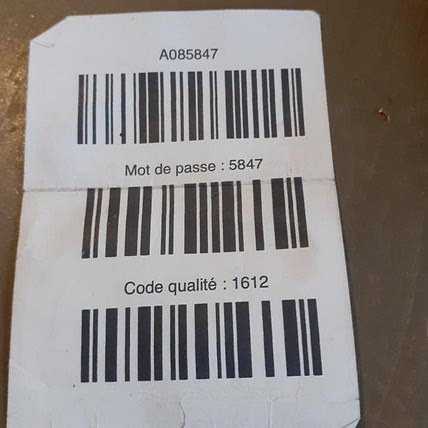 A085847
Mot de passe : 5847
Code qualité : 1612